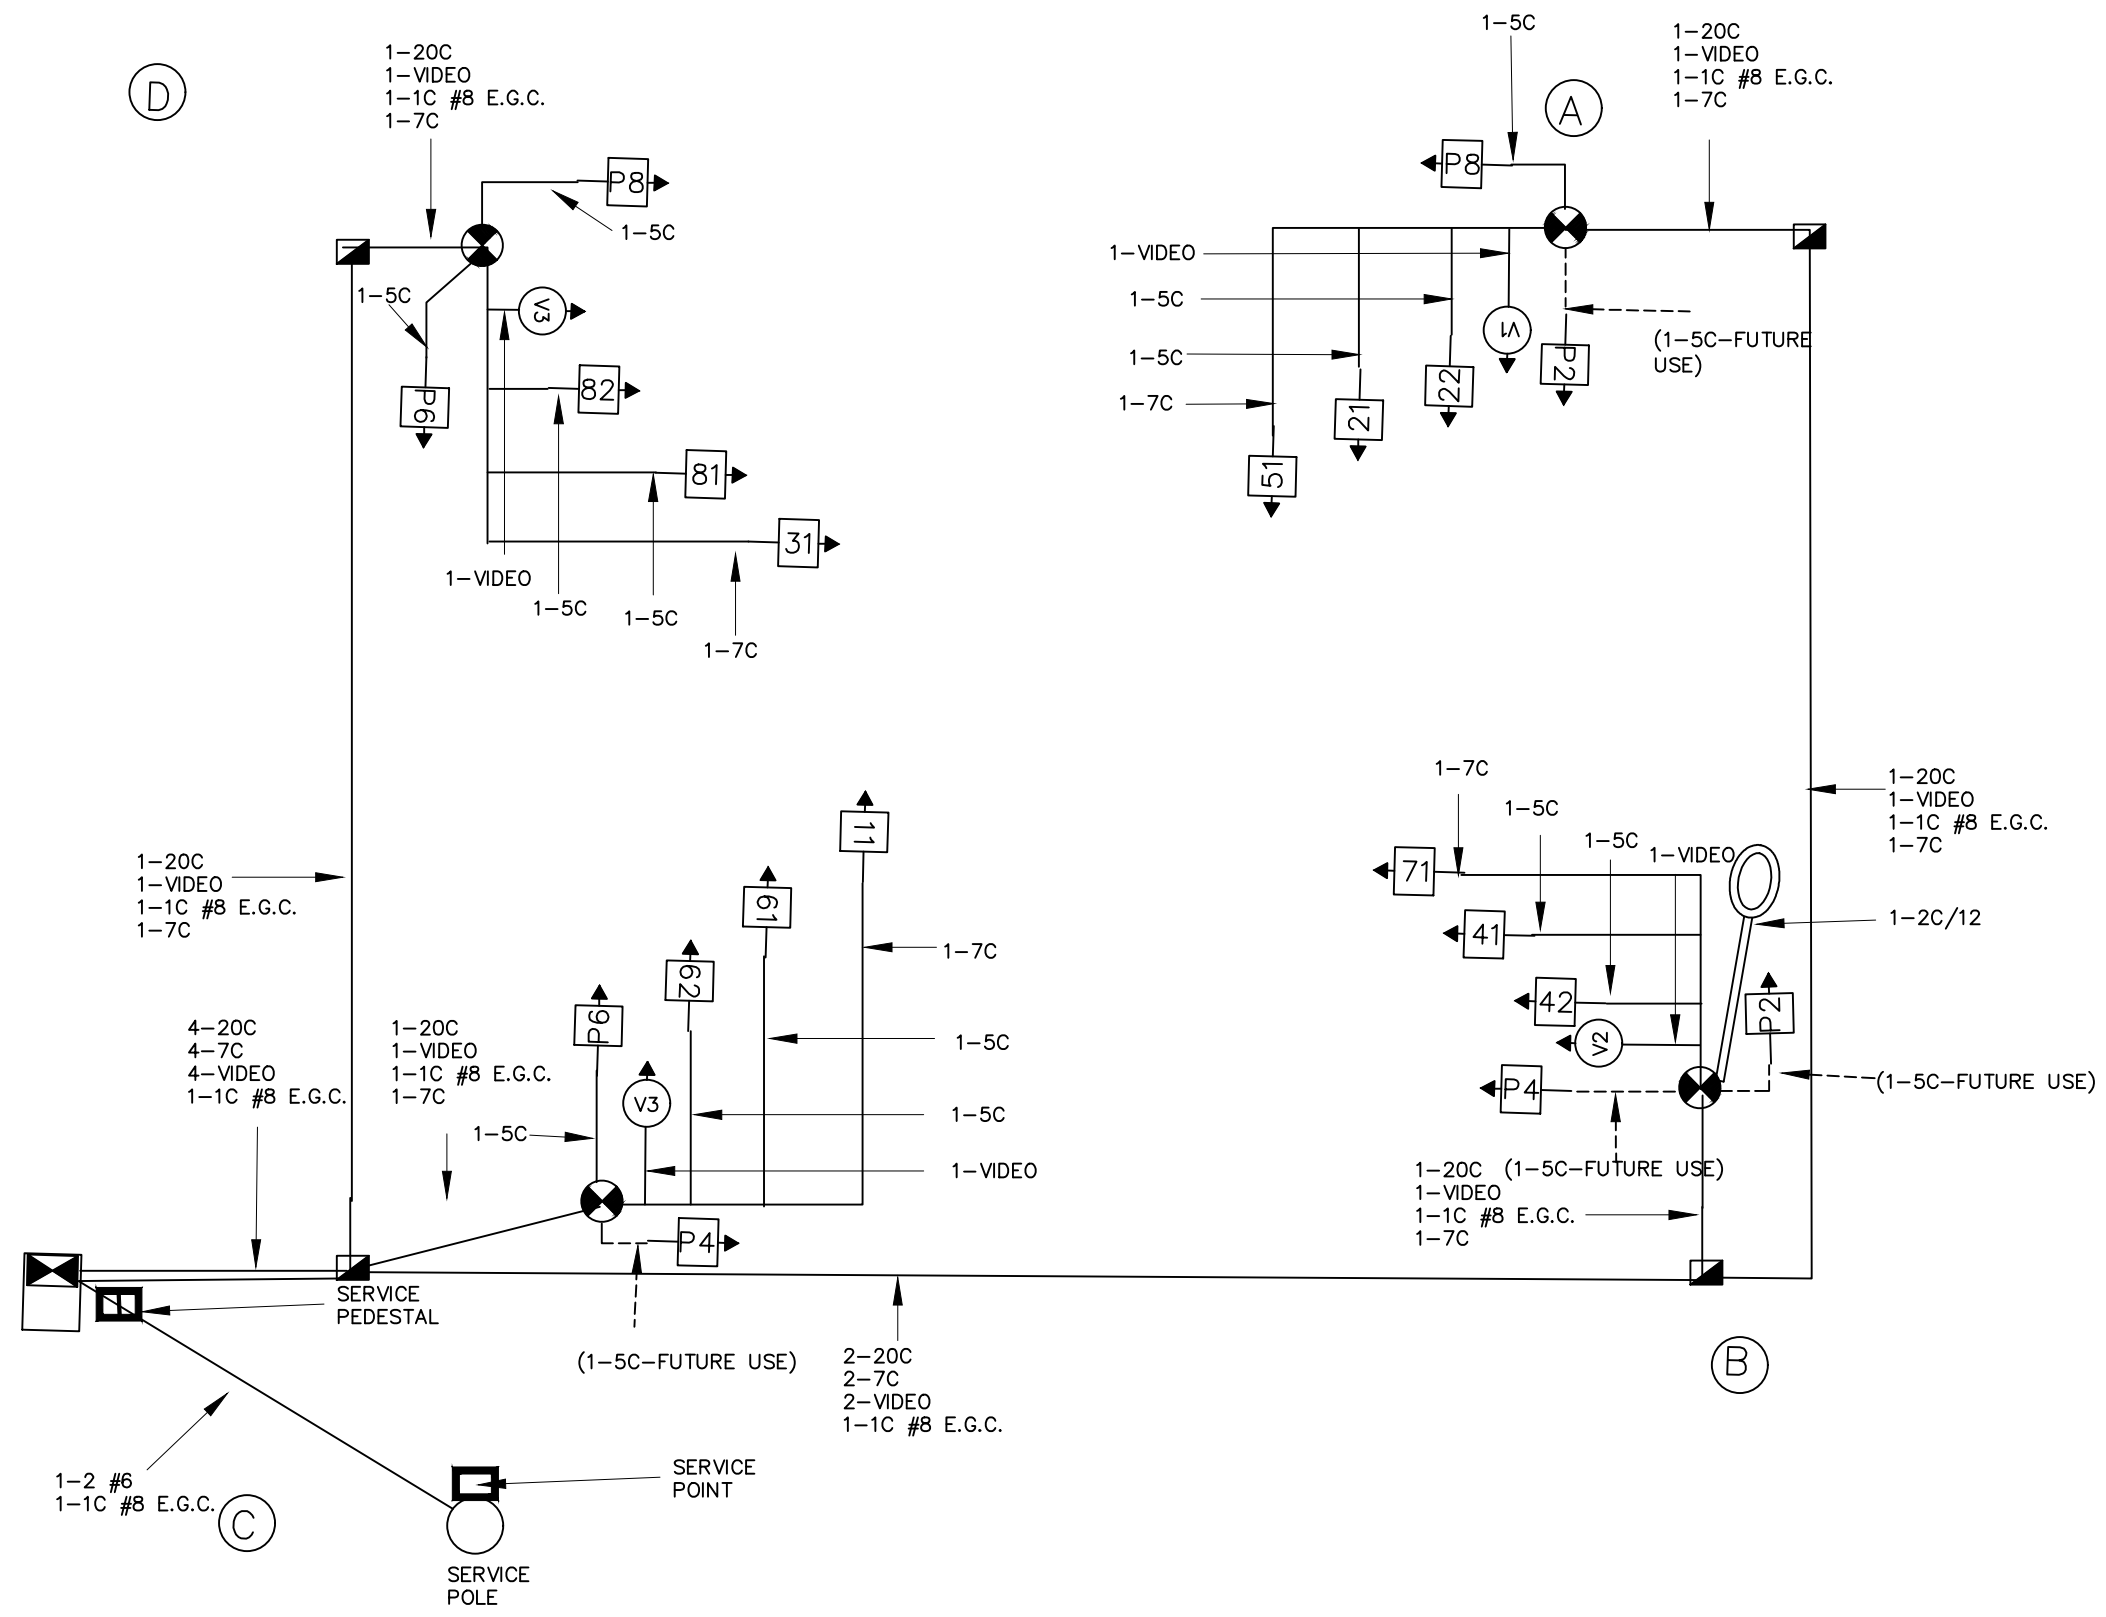 1-5C
1-20C
1-VIDEO
1-1C #8 E.G.C.
1-7C
1-20C
1-VIDEO
1-1C #8 E.G.C.
1-7C
D
A
P8
P8
1-5C
1-VIDEO
1-5C
V3
1-5C
V1
(1-5C-FUTURE
USE)
1-5C
P2
82
22
P6
1-7C
21
81
51
31
1-VIDEO
1-5C
1-5C
1-7C
1-7C
1-20C
1-VIDEO
1-1C #8 E.G.C.
1-7C
1-5C
1-5C
1-VIDEO
11
1-20C
1-VIDEO
1-1C #8 E.G.C.
1-7C
71
61
1-2C/12
41
1-7C
62
42
P2
P6
V2
1-5C
4-20C
4-7C
4-VIDEO
1-1C #8 E.G.C.
1-20C
1-VIDEO
1-1C #8 E.G.C.
1-7C
(1-5C-FUTURE USE)
P4
V3
1-5C
1-5C
1-VIDEO
(1-5C-FUTURE USE)
1-20C
1-VIDEO
1-1C #8 E.G.C.
1-7C
P4
SERVICE
PEDESTAL
(1-5C-FUTURE USE)
2-20C
2-7C
2-VIDEO
1-1C #8 E.G.C.
B
1-2 #6
1-1C #8 E.G.C.
C
SERVICE
POINT
SERVICE
POLE